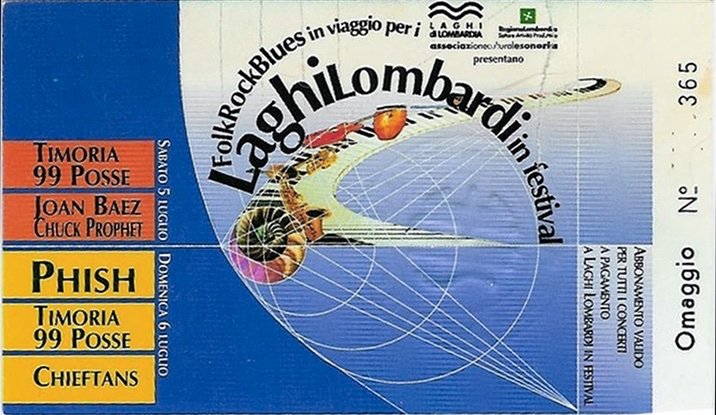 FolkRockBlues in viaggio per i
LaghiLombardi in festival
LAGHI
DI LOMBARDIA
RegioneLombardia
associazioneculturalesonoria
presentano
TIMORIA
99 POSSE
JOAN BAEZ
CHUCK PROPHET
SABATO 5 LUGLIO
PHISH
TIMORIA
99 POSSE
CHIEFTANS
DOMENICA 6 LUGLIO
ABBONAMENTO VALIDO
PER TUTTI I CONCERTI
A PAGAMENTO
A LAGHI LOMBARDI IN FESTIVAL
Omaggio N° 365